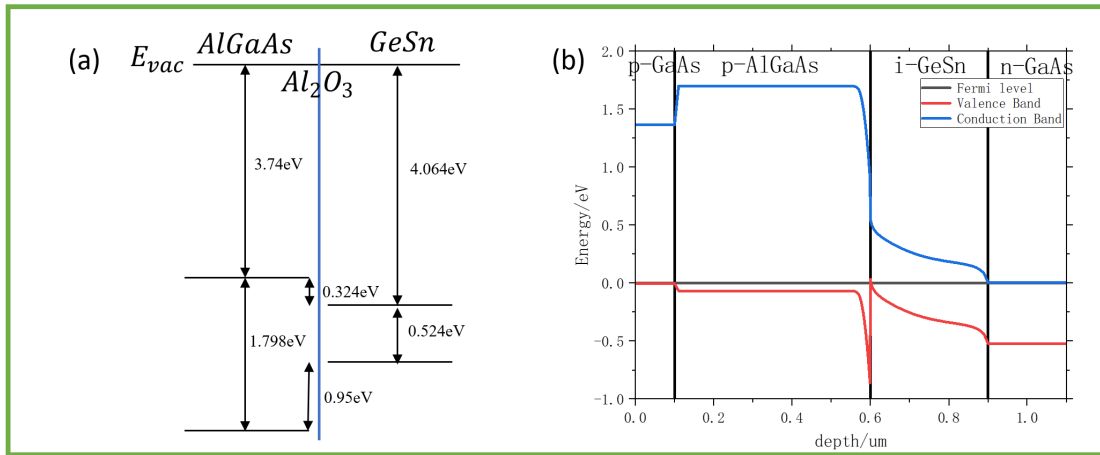 (a)
AlGaAs
GeSn
E_vac
Al₂O₃
3.74eV
4.064eV
0.324eV
0.524eV
1.798eV
0.95eV
(b)
p-GaAs
p-AlGaAs
i-GeSn
n-GaAs
Fermi level
Valence Band
Conduction Band
Energy/eV
2.0
1.5
1.0
0.5
0.0
-0.5
-1.0
0.0 0.2 0.4 0.6 0.8 1.0
depth/um